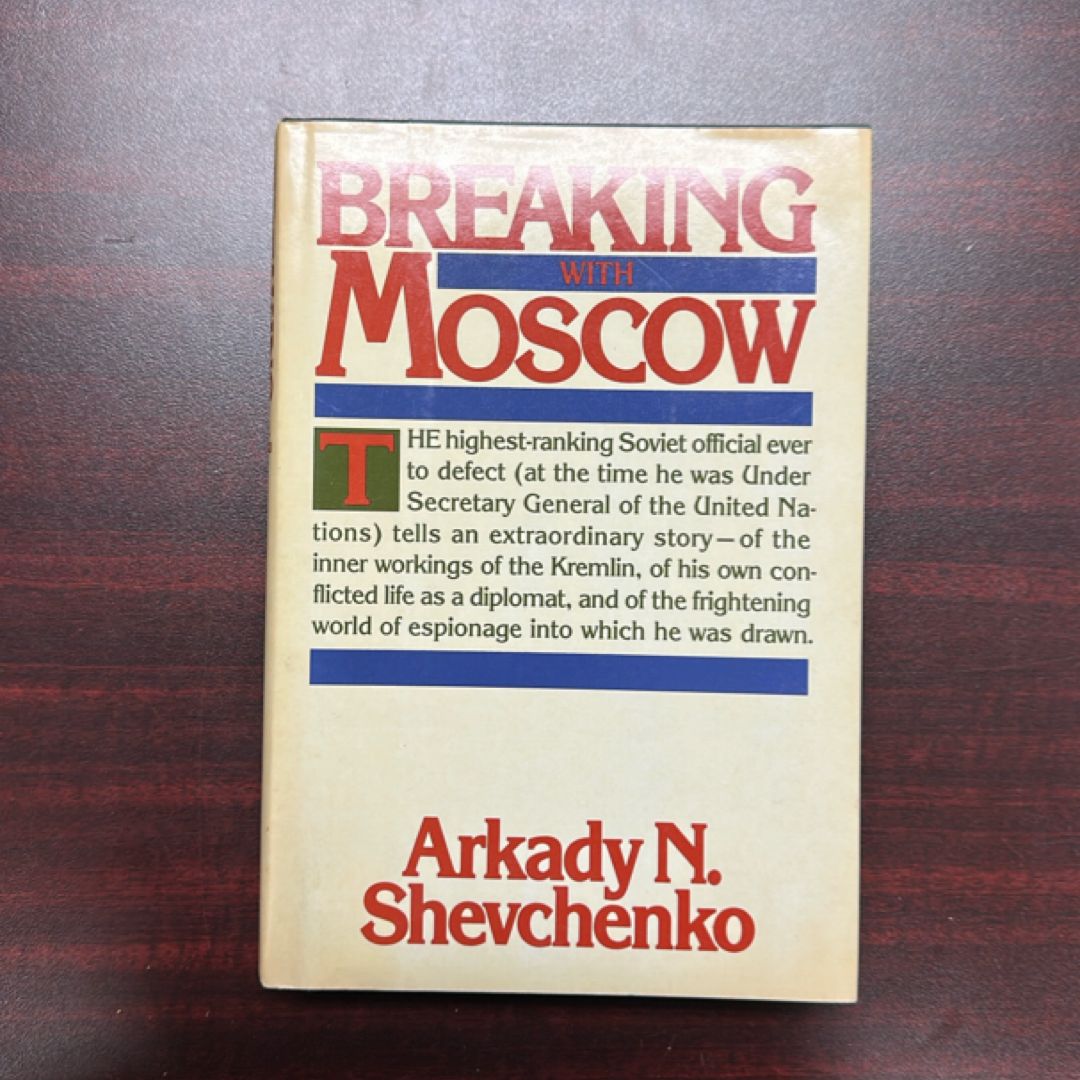 BREAKING
WITH
MOSCOW
THE highest-ranking Soviet official ever
to defect (at the time he was Under
Secretary General of the United Na-
tions) tells an extraordinary story—of the
inner workings of the Kremlin, of his own con-
flicted life as a diplomat, and of the frightening
world of espionage into which he was drawn.
Arkady N.
Shevchenko